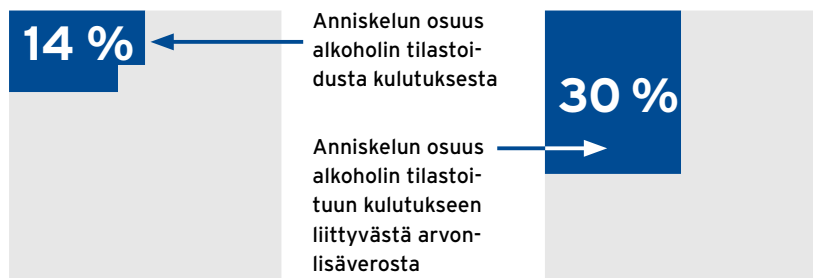 14 %
Anniskelun osuus
alkoholin tilastoi-
dusta kulutuksesta
30 %
Anniskelun osuus
alkoholin tilastoi-
tuun kulutukseen
liittyvästä arvon-
lisäverosta